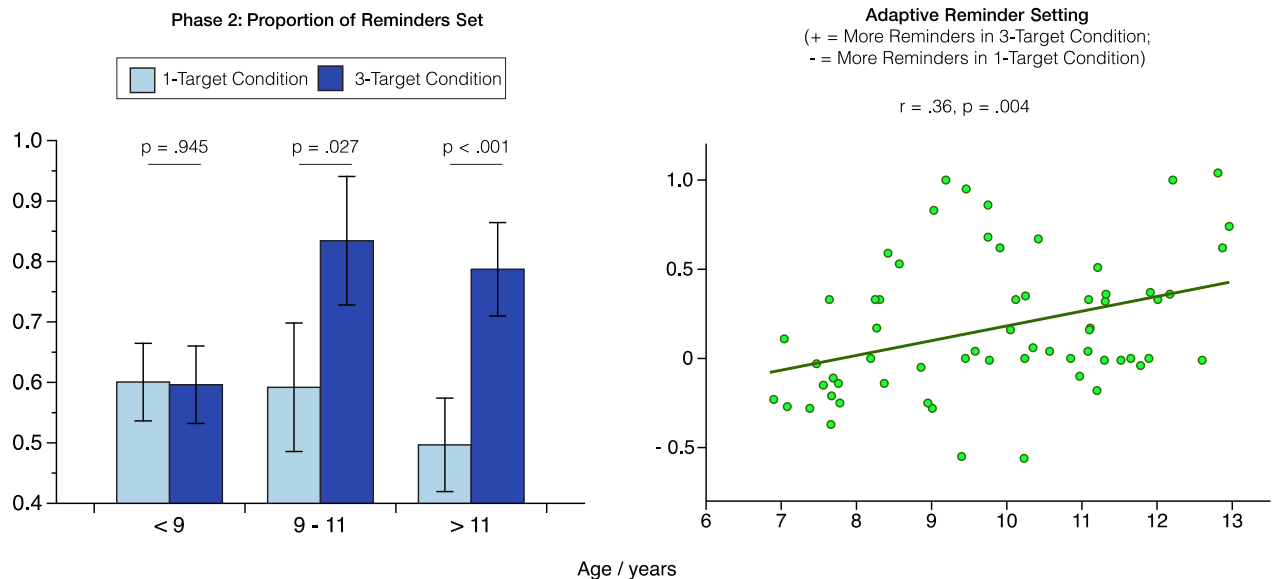 Phase 2: Proportion of Reminders Set
1-Target Condition
3-Target Condition
p = .945
p = .027
p < .001
1.0
0.9
0.8
0.7
0.6
0.5
0.4
< 9
9 - 11
> 11
Adaptive Reminder Setting
(+ = More Reminders in 3-Target Condition;
- = More Reminders in 1-Target Condition)
r = .36, p = .004
1.0
0.5
0
- 0.5
6
7
8
9
10
11
12
13
Age / years